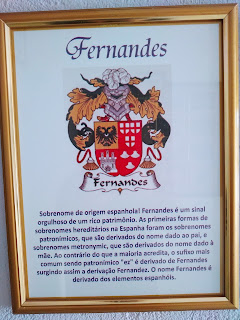 Fernandes
Fernandes
Sobrenome de origem espanhola! Fernandes é um sinal
orgulhoso de um rico patrimônio. As primeiras formas de
sobrenomes hereditários na Espanha foram os sobrenomes
patronímicos, que são derivados do nome dado ao pai, e
sobrenomes metronymic, que são derivados do nome dado à
mãe. Ao contrário do que a maioria acredita, o sufixo mais
comum sendo patronímico "ez" é derivado de Fernandes
surgindo assim a derivação Fernandez. O nome Fernandes é
derivado dos elementos espanhóis.